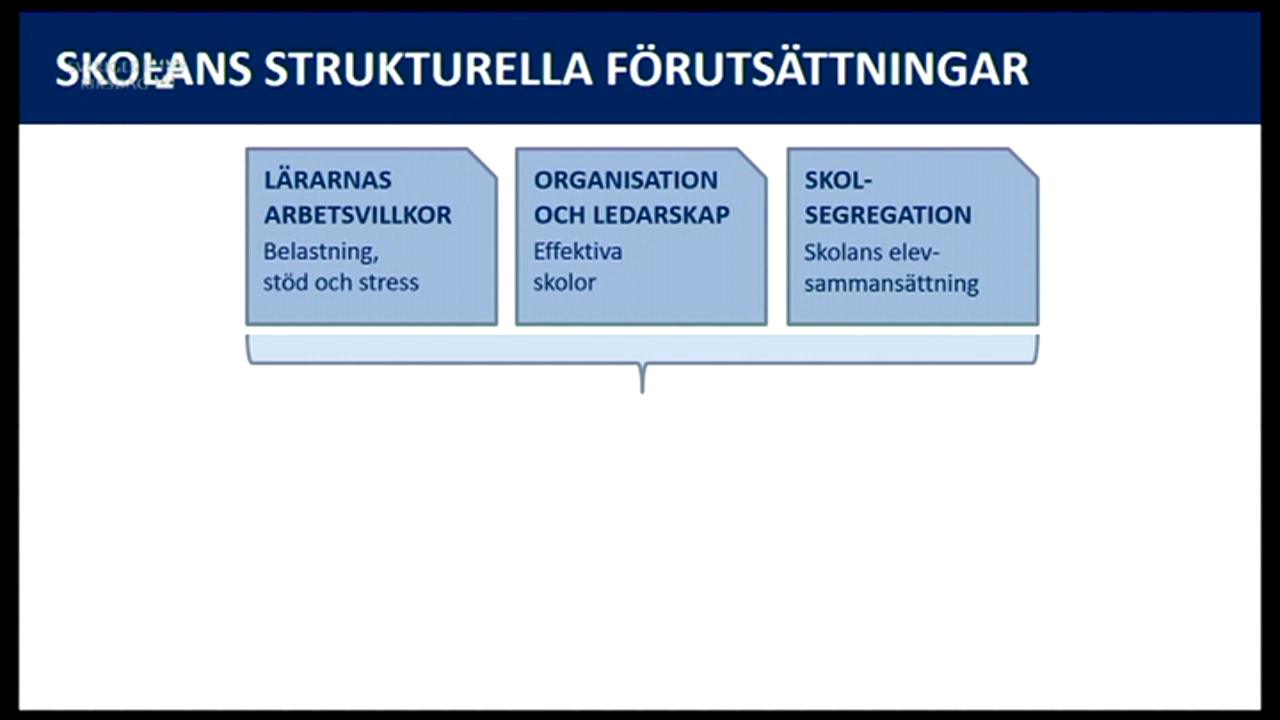 SKOLANS STRUKTURELLA FÖRUTSÄTTNINGAR
LÄRARNAS
ARBETSVILLKOR
Belastning,
stöd och stress
ORGANISATION
OCH LEDARSKAP
Effektiva
skolor
SKOL-
SEGREGATION
Skolans elev-
sammansättning